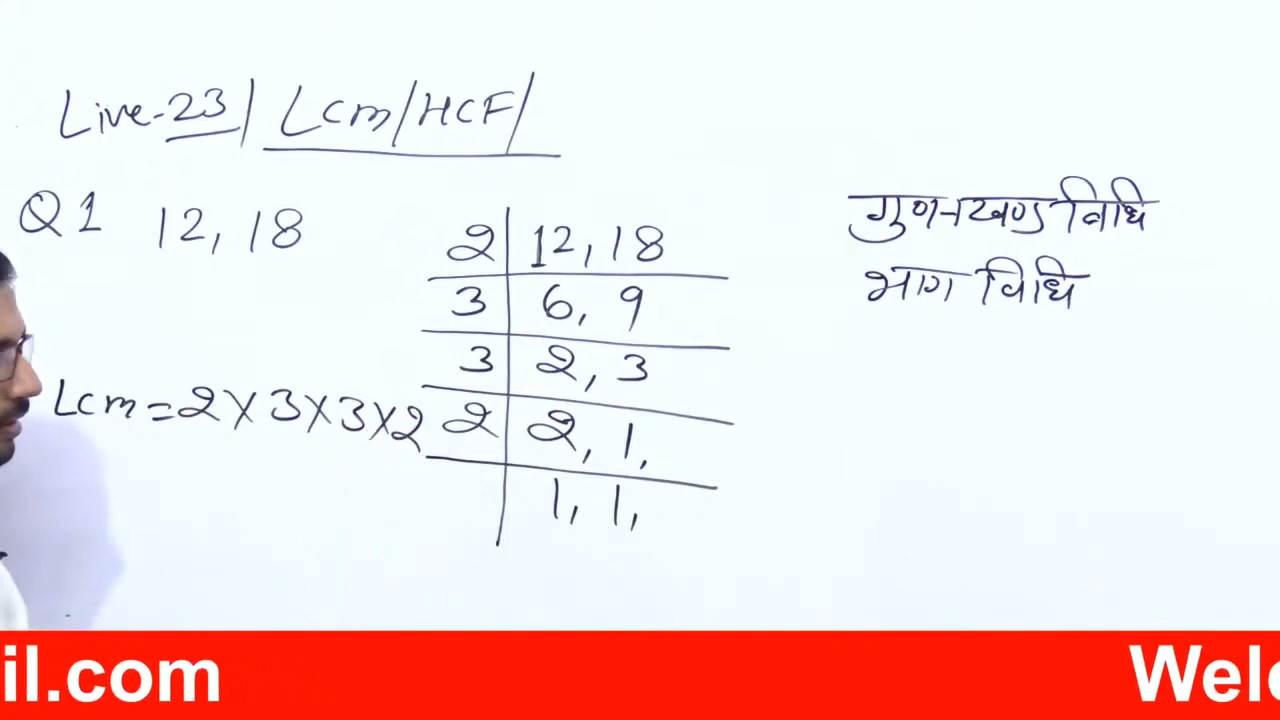 Live-23/ Lcm/HCF/
Q1 12, 18
2 | 12, 18
3 | 6, 9
3 | 2, 3
2 | 2, 1,
1, 1,
Lcm = 2 X 3 X 3 X 2
गुणनखण्ड विधि
भाग विधि
il.com Welc